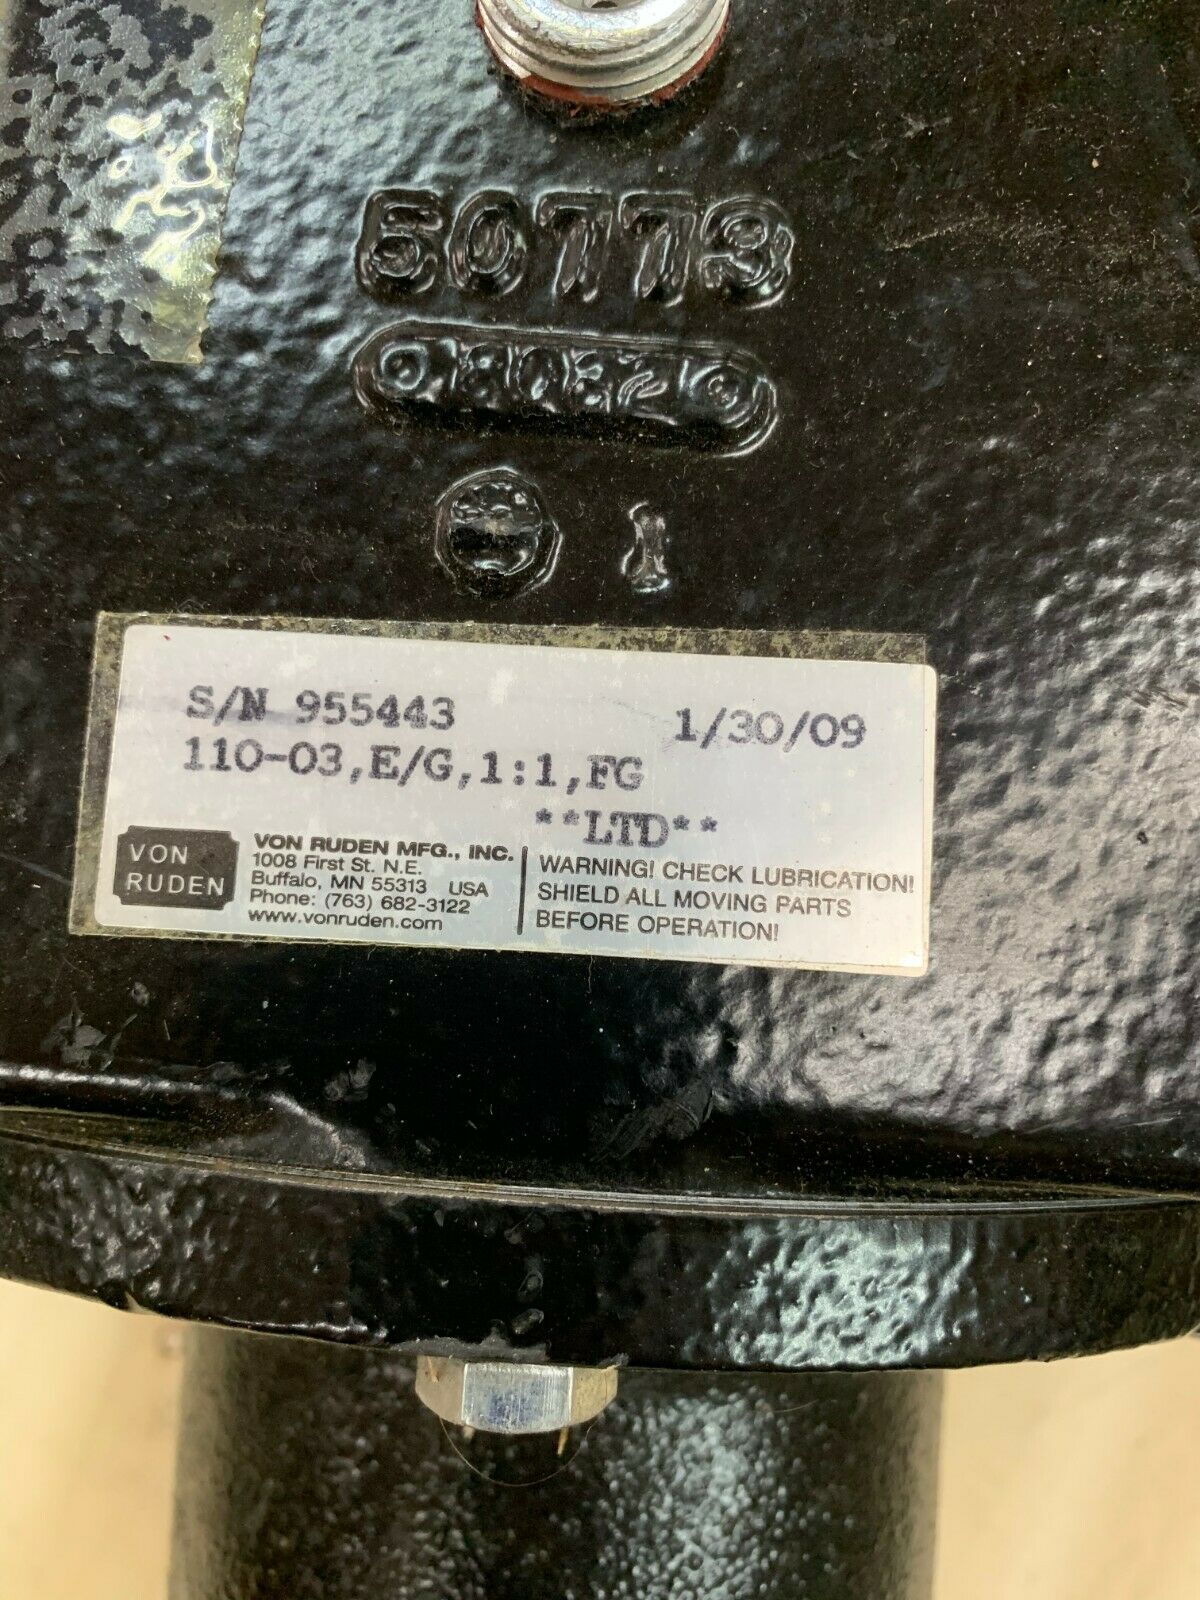 50773
1
S/N 955443 1/30/09
110-03,E/G,1:1,FG
**LTD**
VON
RUDEN
VON RUDEN MFG., INC.
1008 First St. N.E.
Buffalo, MN 55313 USA
Phone: (763) 682-3122
www.vonruden.com
WARNING! CHECK LUBRICATION!
SHIELD ALL MOVING PARTS
BEFORE OPERATION!